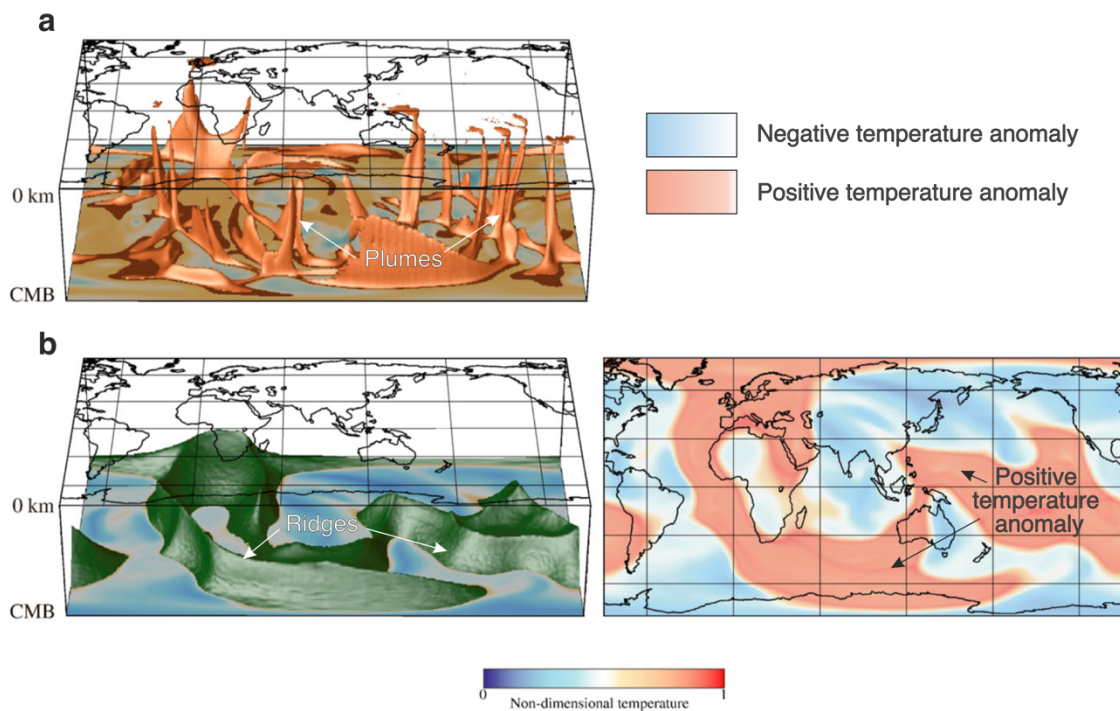 a
Negative temperature anomaly
Positive temperature anomaly
0 km
Plumes
CMB
b
0 km
Ridges
CMB
Positive
temperature
anomaly
0
1
Non-dimensional temperature